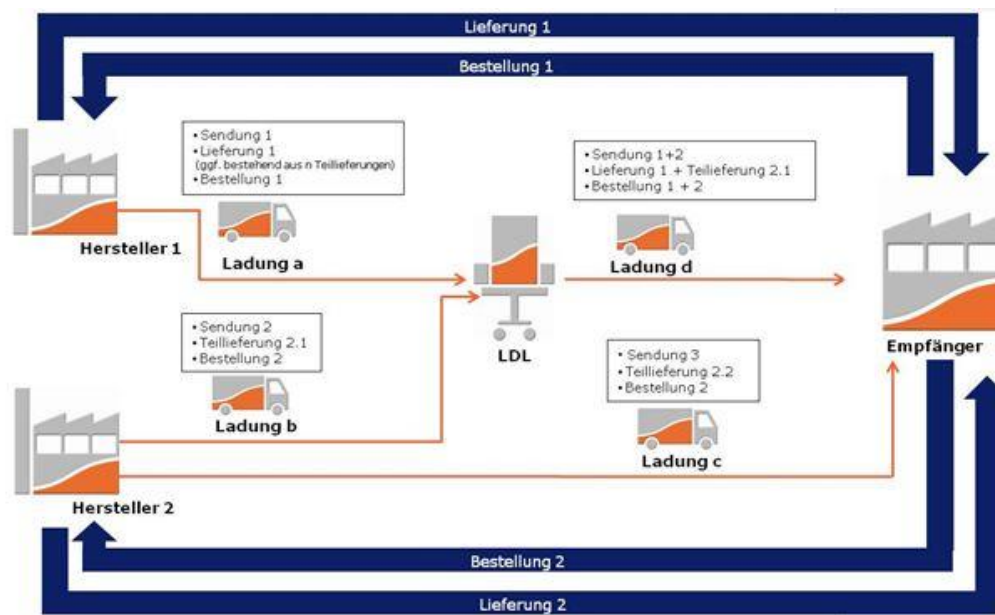 Lieferung 1
Bestellung 1
• Sendung 1
• Lieferung 1
(ggf. bestehend aus n Teillieferungen)
• Bestellung 1
Hersteller 1
Ladung a
• Sendung 1+2
• Lieferung 1 + Teilieferung 2.1
• Bestellung 1 + 2
Ladung d
LDL
Empfänger
• Sendung 2
• Teillieferung 2.1
• Bestellung 2
Ladung b
• Sendung 3
• Teillieferung 2.2
• Bestellung 2
Ladung c
Hersteller 2
Bestellung 2
Lieferung 2